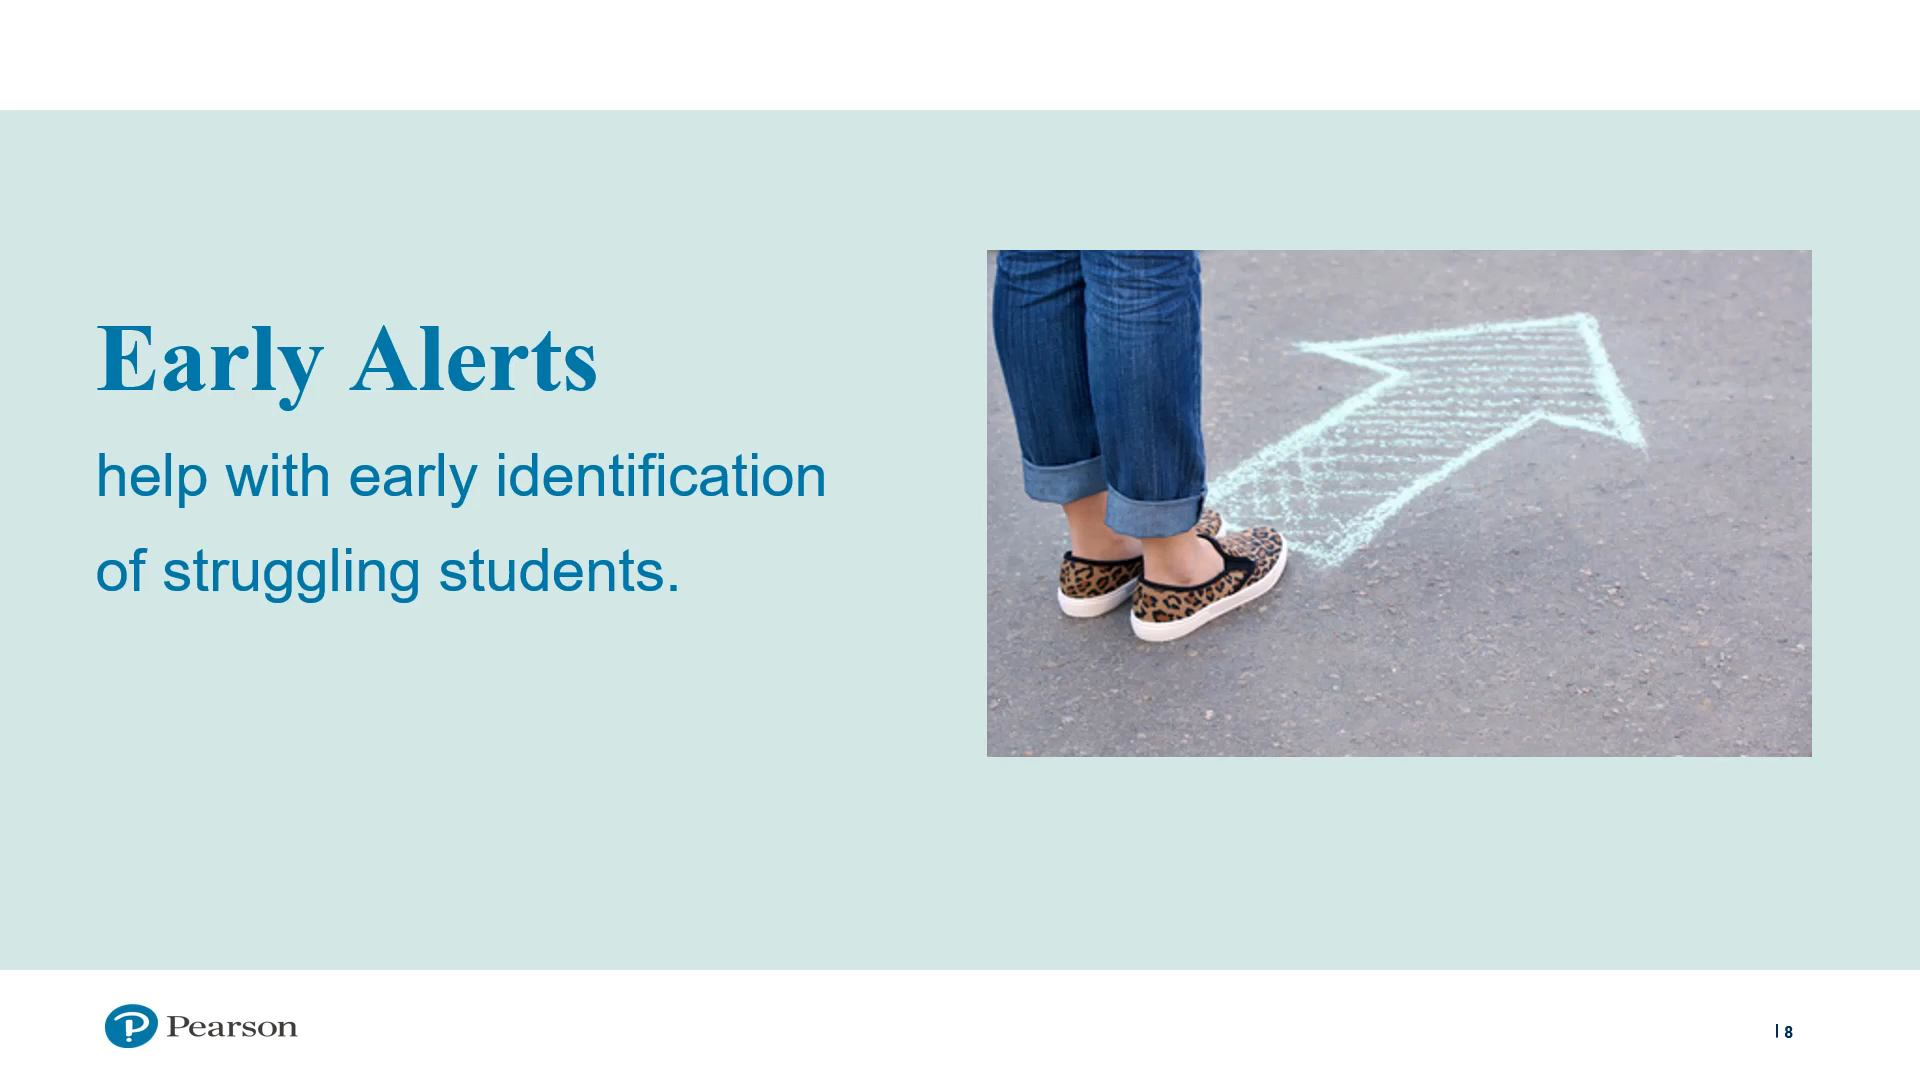 Early Alerts
help with early identification
of struggling students.
Pearson
| 8